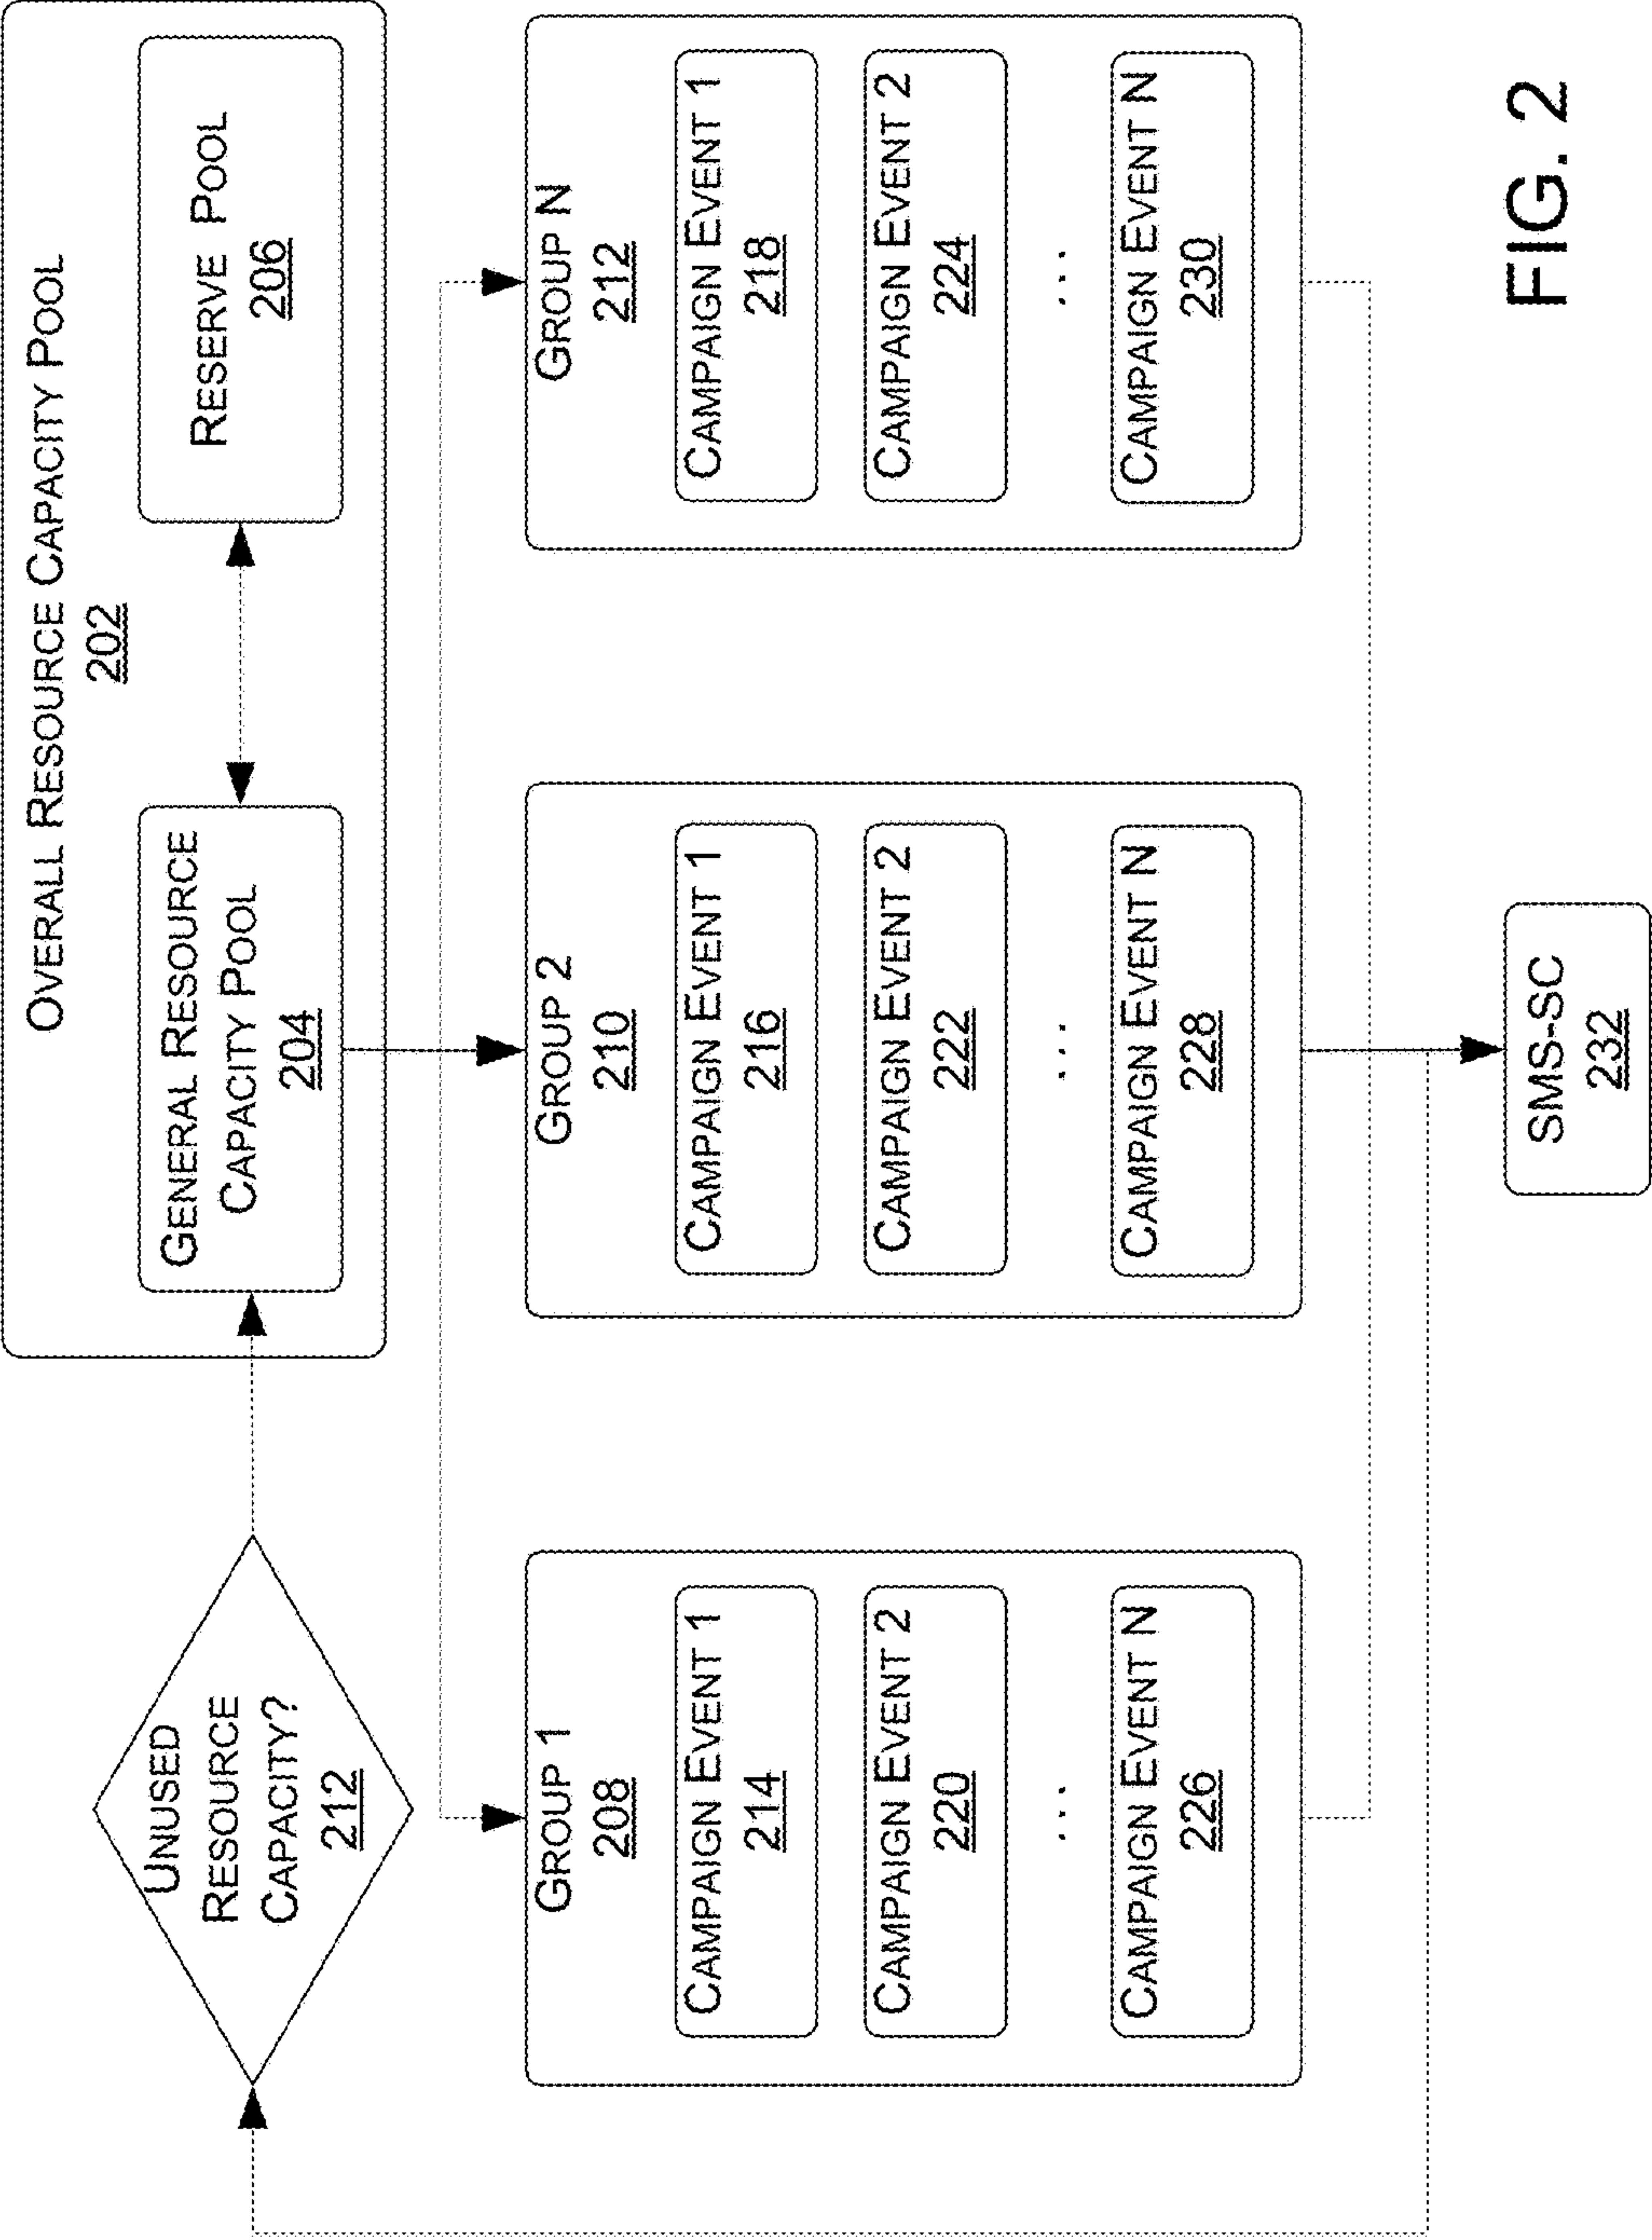 OVERALL RESOURCE CAPACITY POOL
202
UNUSED
RESOURCE
CAPACITY?
212
GENERAL RESOURCE
CAPACITY POOL
204
RESERVE POOL
206
GROUP 1
208
CAMPAIGN EVENT 1
214
CAMPAIGN EVENT 2
220
...
CAMPAIGN EVENT N
226
GROUP 2
210
CAMPAIGN EVENT 1
216
CAMPAIGN EVENT 2
222
...
CAMPAIGN EVENT N
228
GROUP N
212
CAMPAIGN EVENT 1
218
CAMPAIGN EVENT 2
224
...
CAMPAIGN EVENT N
230
SMS-SC
232
FIG. 2